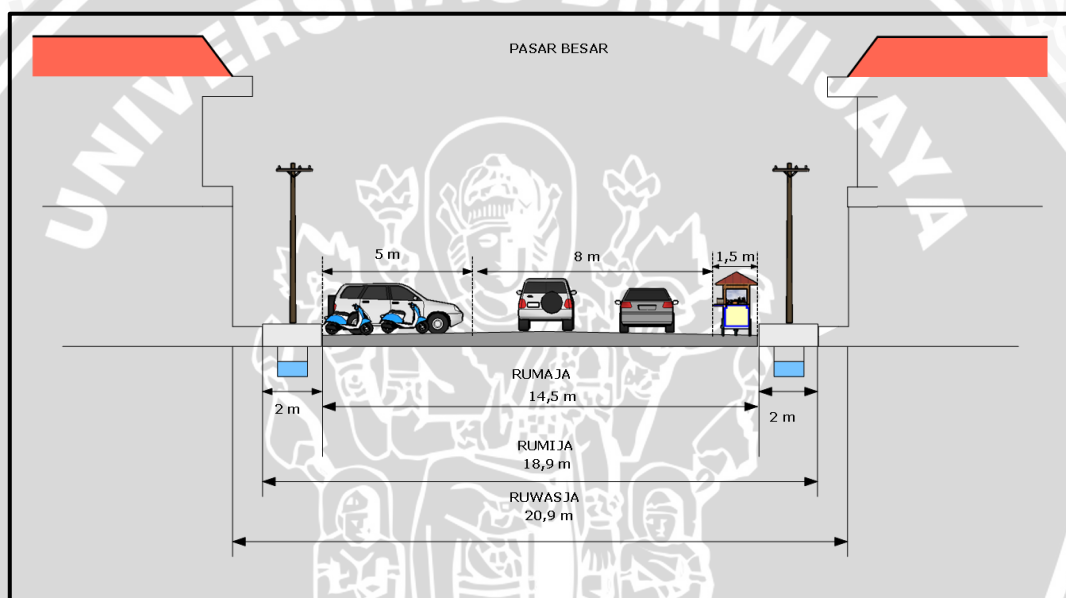 UNIVERSITAS BRAWIJAYA
PASAR BESAR
5 m
8 m
1,5 m
RUMAJA
14,5 m
2 m
2 m
RUMIJA
18,9 m
RUWASJA
20,9 m